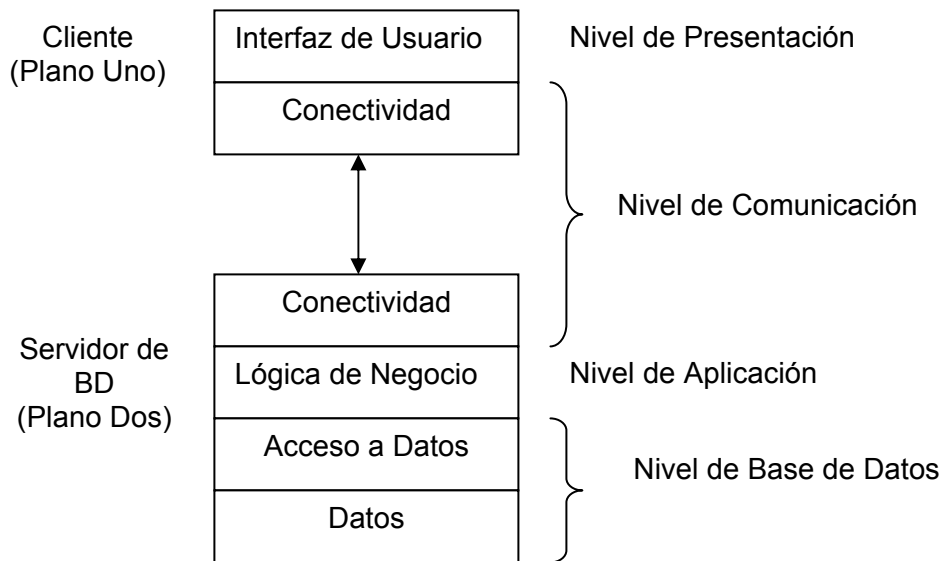 Cliente
(Plano Uno)
Interfaz de Usuario
Nivel de Presentación
Conectividad
Nivel de Comunicación
Conectividad
Servidor de
BD
(Plano Dos)
Lógica de Negocio
Nivel de Aplicación
Acceso a Datos
Nivel de Base de Datos
Datos